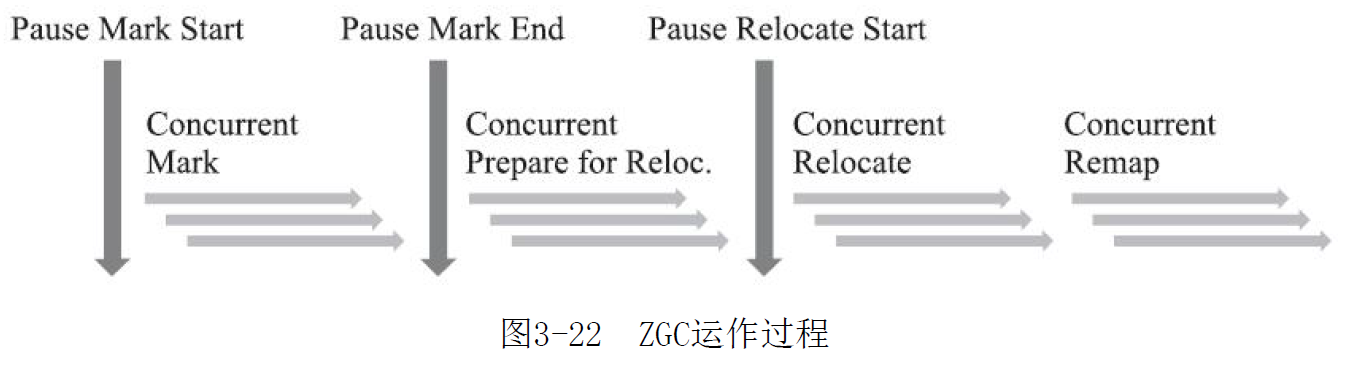 Pause Mark Start
Pause Mark End
Pause Relocate Start
Concurrent
Mark
Concurrent
Prepare for Reloc.
Concurrent
Relocate
Concurrent
Remap
图3-22 ZGC运作过程